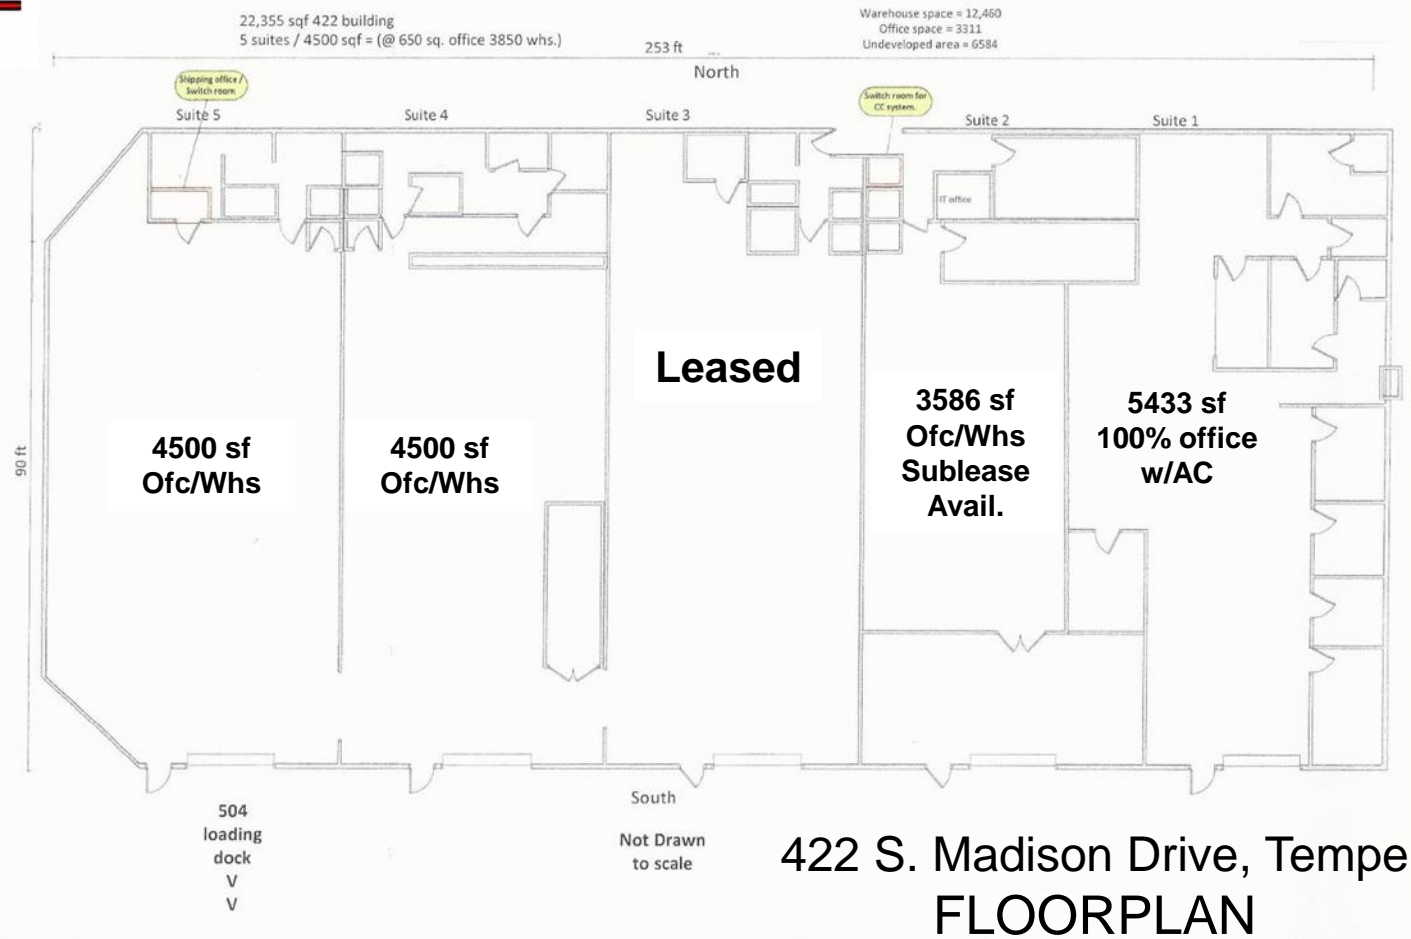 22,355 sqf 422 building
5 suites / 4500 sqf = (@ 650 sq. office 3850 whs.)
Warehouse space = 12,460
Office space = 3311
Undeveloped area = 6584
253 ft
North
Shipping office /
Switch room
Switch room for
CC system.
Suite 5
Suite 4
Suite 3
Suite 2
Suite 1
IT office
90 ft
Leased
4500 sf
Ofc/Whs
4500 sf
Ofc/Whs
3586 sf
Ofc/Whs
Sublease
Avail.
5433 sf
100% office
w/AC
504
loading
dock
V
V
South
Not Drawn
to scale
422 S. Madison Drive, Tempe
FLOORPLAN